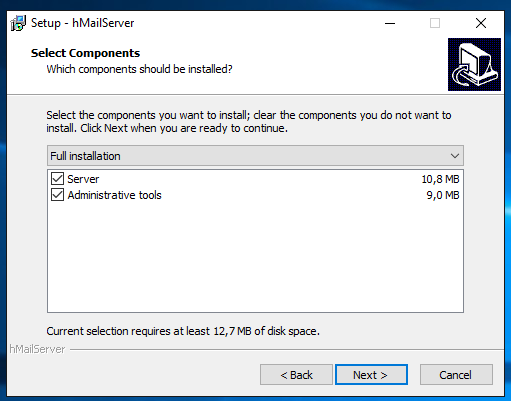 Setup - hMailServer
Select Components
Which components should be installed?
Select the components you want to install; clear the components you do not want to
install. Click Next when you are ready to continue.
Full installation
Server 10,8 MB
Administrative tools 9,0 MB
Current selection requires at least 12,7 MB of disk space.
hMailServer
< Back Next > Cancel